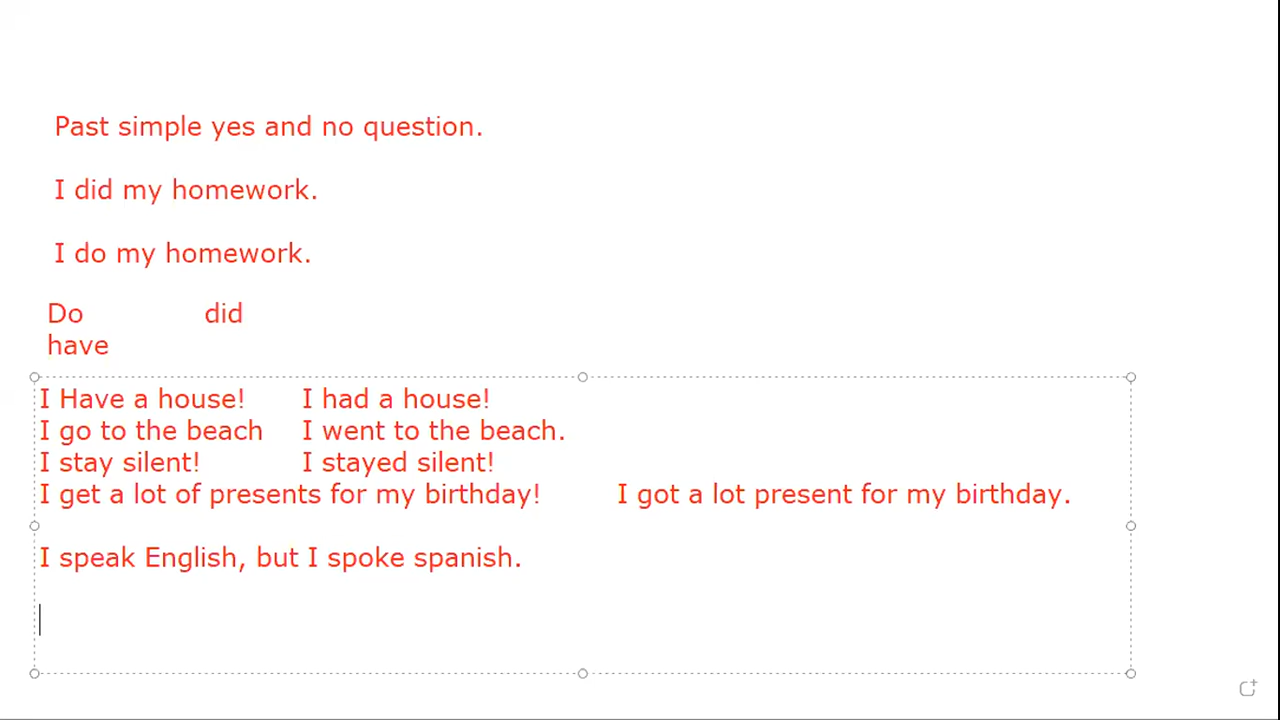 Past simple yes and no question.
I did my homework.
I do my homework.
Do did
have
I Have a house! I had a house!
I go to the beach I went to the beach.
I stay silent! I stayed silent!
I get a lot of presents for my birthday! I got a lot present for my birthday.
I speak English, but I spoke spanish.